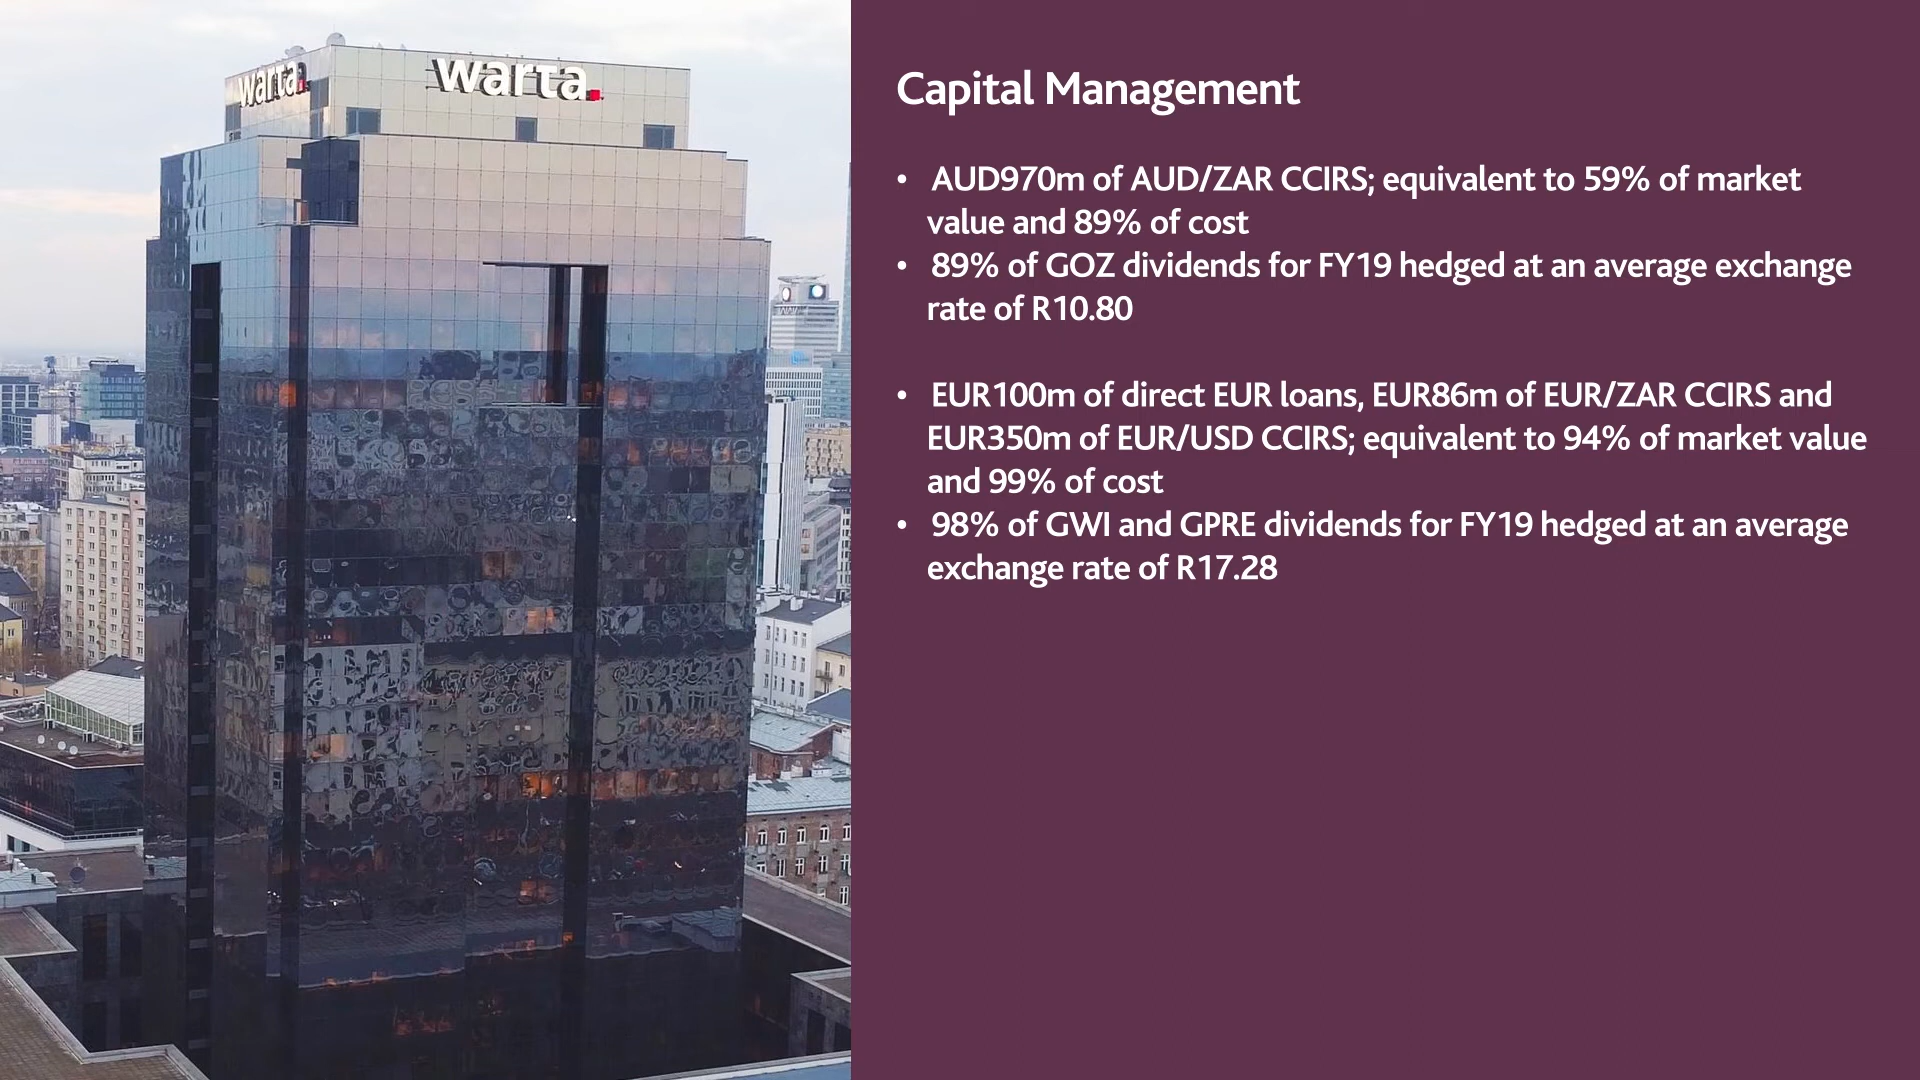 warta.
warta.
Capital Management
• AUD970m of AUD/ZAR CCIRS; equivalent to 59% of market
value and 89% of cost
• 89% of GOZ dividends for FY19 hedged at an average exchange
rate of R10.80
• EUR100m of direct EUR loans, EUR86m of EUR/ZAR CCIRS and
EUR350m of EUR/USD CCIRS; equivalent to 94% of market value
and 99% of cost
• 98% of GWI and GPRE dividends for FY19 hedged at an average
exchange rate of R17.28